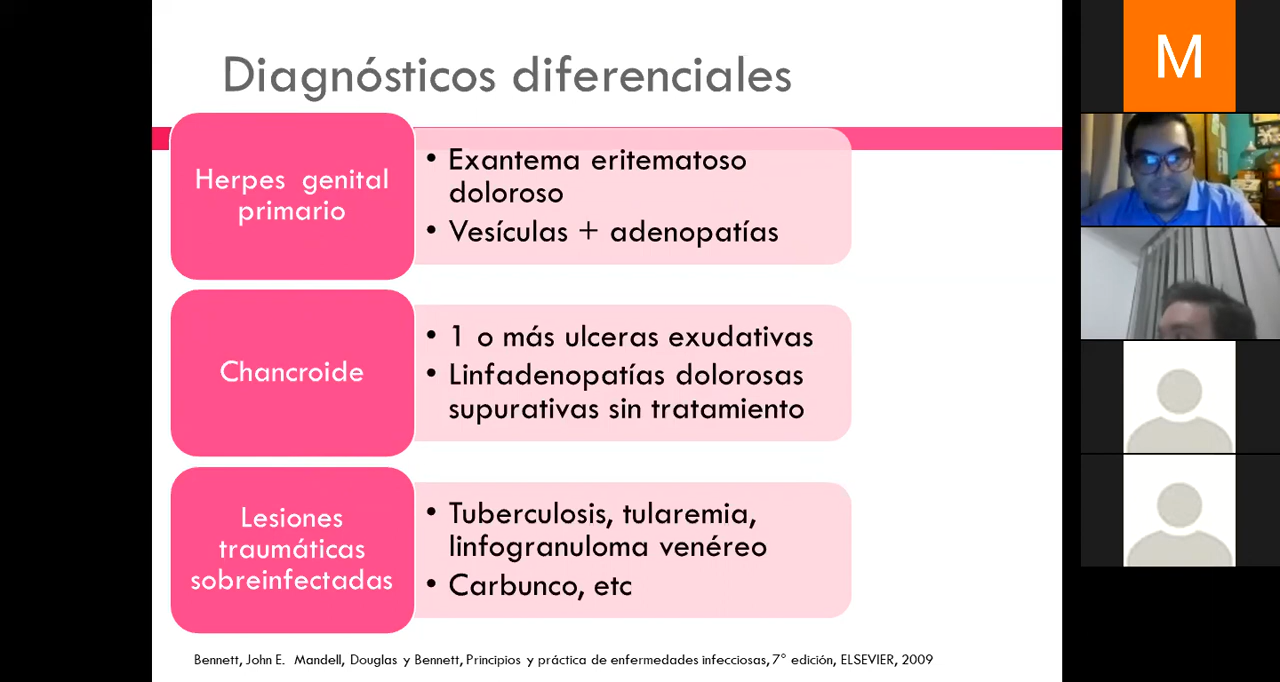 Diagnósticos diferenciales
Herpes genital
primario
• Exantema eritematoso
doloroso
• Vesículas + adenopatías
Chancroide
• 1 o más ulceras exudativas
• Linfadenopatías dolorosas
supurativas sin tratamiento
Lesiones
traumáticas
sobreinfectadas
• Tuberculosis, tularemia,
linfogranuloma venéreo
• Carbunco, etc
Bennett, John E. Mandell, Douglas y Bennett, Principios y práctica de enfermedades infecciosas, 7° edición, ELSEVIER, 2009
M